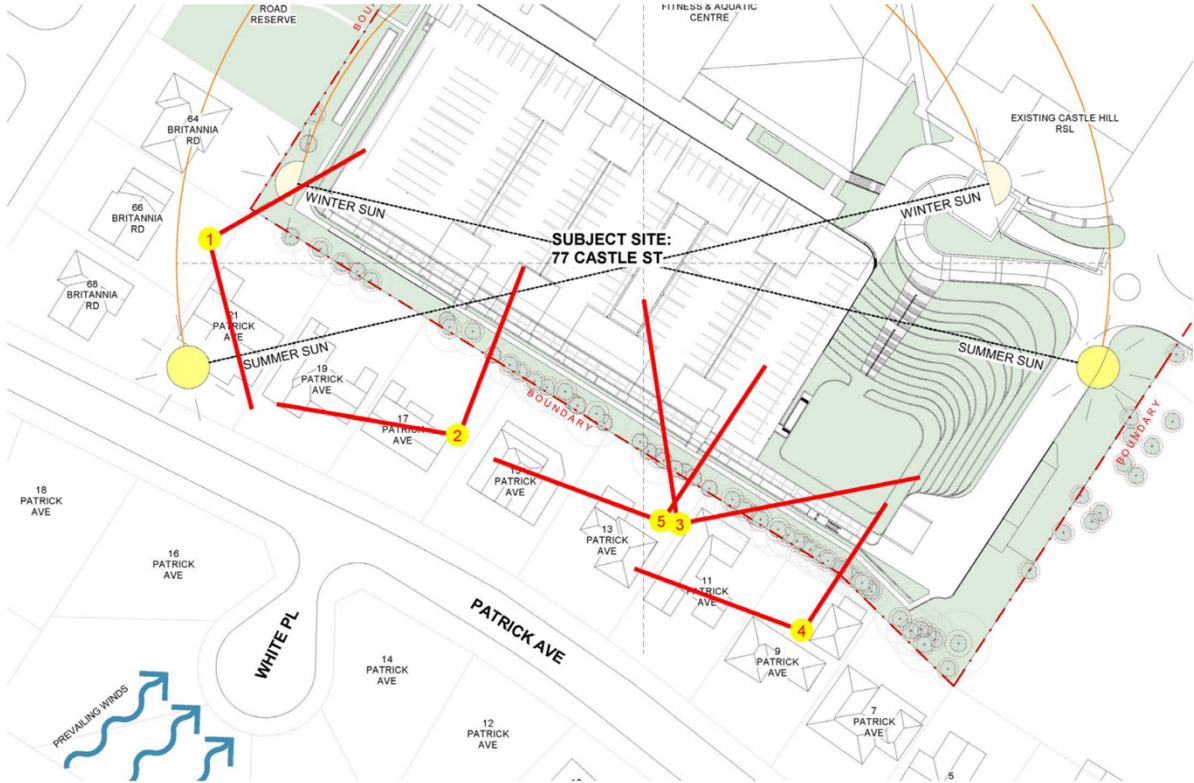 ROAD
RESERVE
FITNESS & AQUATIC
CENTRE
64
BRITANNIA
RD
EXISTING CASTLE HILL
RSL
WINTER SUN
WINTER SUN
66
BRITANNIA
RD
1
SUBJECT SITE:
77 CASTLE ST
68
BRITANNIA
RD
21
PATRICK
AVE
SUMMER SUN
SUMMER SUN
19
PATRICK
AVE
BOUNDARY
BOUNDARY
17
PATRICK
AVE
2
15
PATRICK
AVE
18
PATRICK
AVE
5
3
13
PATRICK
AVE
16
PATRICK
AVE
11
PATRICK
AVE
PATRICK AVE
WHITE PL
4
9
PATRICK
AVE
14
PATRICK
AVE
PREVAILING WINDS
7
PATRICK
AVE
12
PATRICK
AVE
5